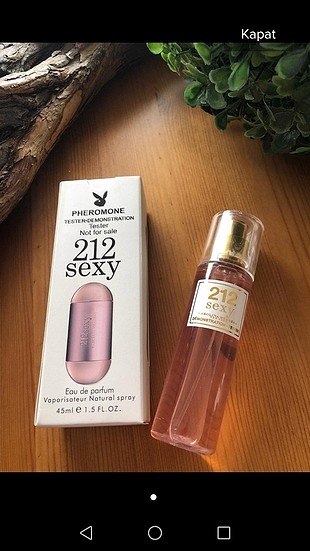 Kapat
PHEROMONE
TESTER-DEMONSTRATION
Tester
Not for sale
212
sexy
Eau de parfum
Vaporisateur Natural spray
45ml e 1.5 FL.OZ.
212
sexy
DEMONSTRATION